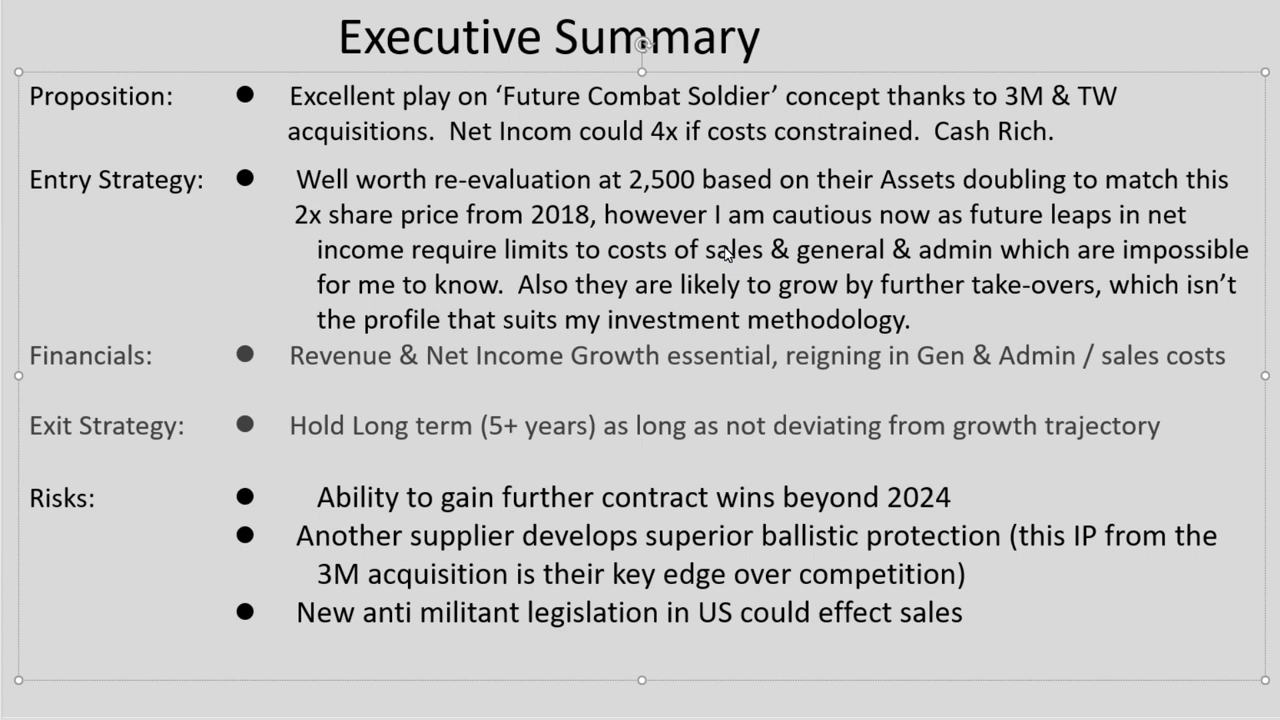 Executive Summary
Proposition: ● Excellent play on ‘Future Combat Soldier’ concept thanks to 3M & TW
acquisitions. Net Incom could 4x if costs constrained. Cash Rich.
Entry Strategy: ● Well worth re-evaluation at 2,500 based on their Assets doubling to match this
2x share price from 2018, however I am cautious now as future leaps in net
income require limits to costs of sales & general & admin which are impossible
for me to know. Also they are likely to grow by further take-overs, which isn’t
the profile that suits my investment methodology.
Financials: ● Revenue & Net Income Growth essential, reigning in Gen & Admin / sales costs
Exit Strategy: ● Hold Long term (5+ years) as long as not deviating from growth trajectory
Risks: ● Ability to gain further contract wins beyond 2024
● Another supplier develops superior ballistic protection (this IP from the
3M acquisition is their key edge over competition)
● New anti militant legislation in US could effect sales